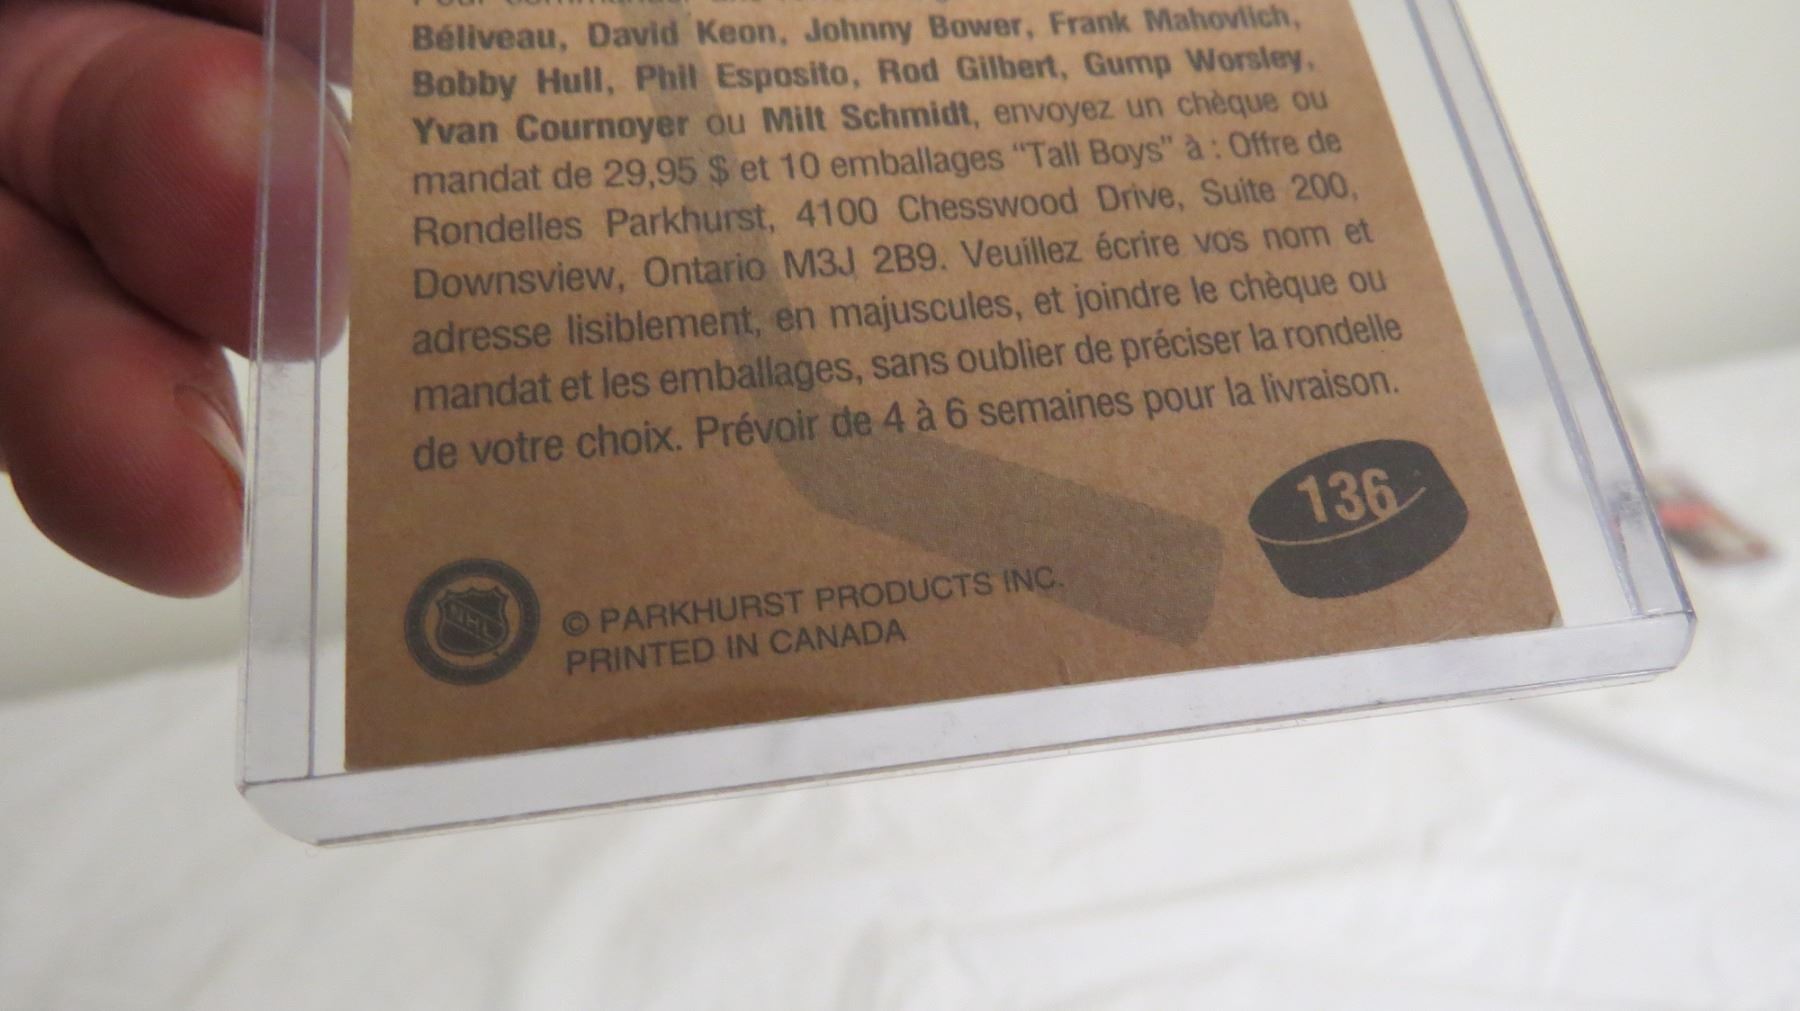 Béliveau, David Keon, Johnny Bower, Frank Mahovlich,
Bobby Hull, Phil Esposito, Rod Gilbert, Gump Worsley,
Yvan Cournoyer ou Milt Schmidt, envoyez un chèque ou
mandat de 29,95 $ et 10 emballages “Tall Boys” à : Offre de
Rondelles Parkhurst, 4100 Chesswood Drive, Suite 200,
Downsview, Ontario M3J 2B9. Veuillez écrire vos nom et
adresse lisiblement, en majuscules, et joindre le chèque ou
mandat et les emballages, sans oublier de préciser la rondelle
de votre choix. Prévoir de 4 à 6 semaines pour la livraison.
136
NHL
© PARKHURST PRODUCTS INC.
PRINTED IN CANADA